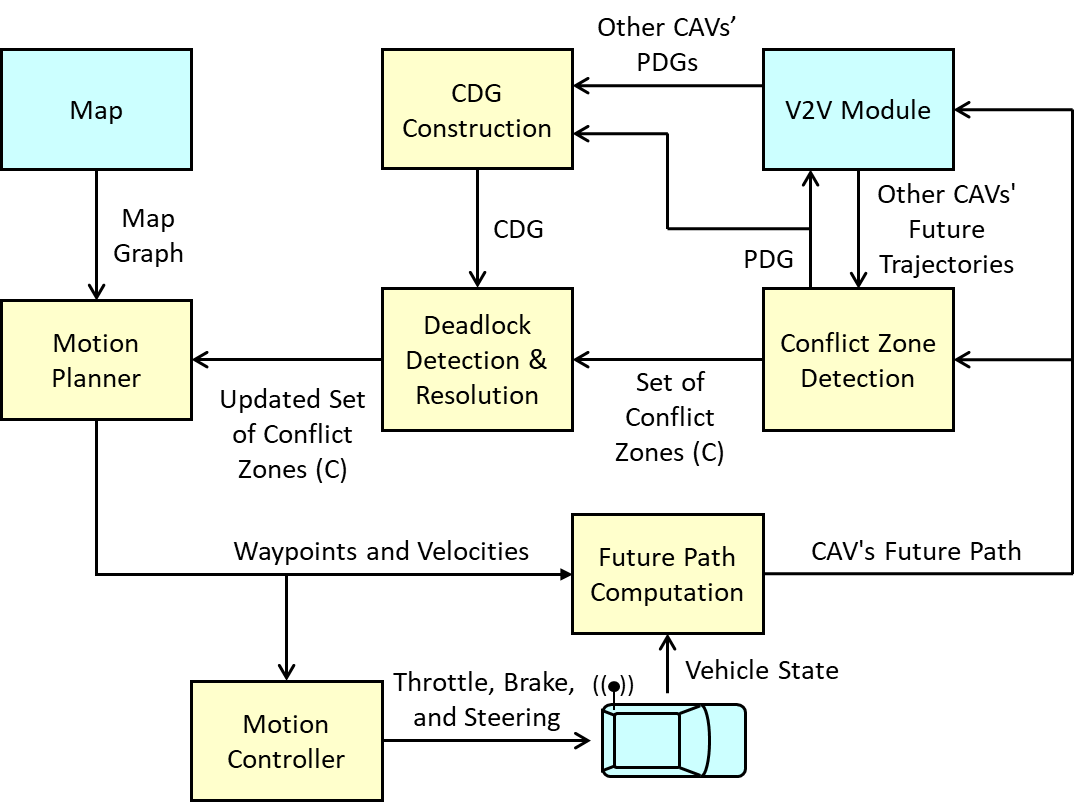 Other CAVs’
PDGs
Map
CDG
Construction
V2V Module
Map
Graph
CDG
PDG
Other CAVs'
Future
Trajectories
Motion
Planner
Deadlock
Detection &
Resolution
Conflict Zone
Detection
Updated Set
of Conflict
Zones (C)
Set of
Conflict
Zones (C)
Waypoints and Velocities
Future Path
Computation
CAV's Future Path
Vehicle State
Throttle, Brake,
and Steering
((
))
Motion
Controller